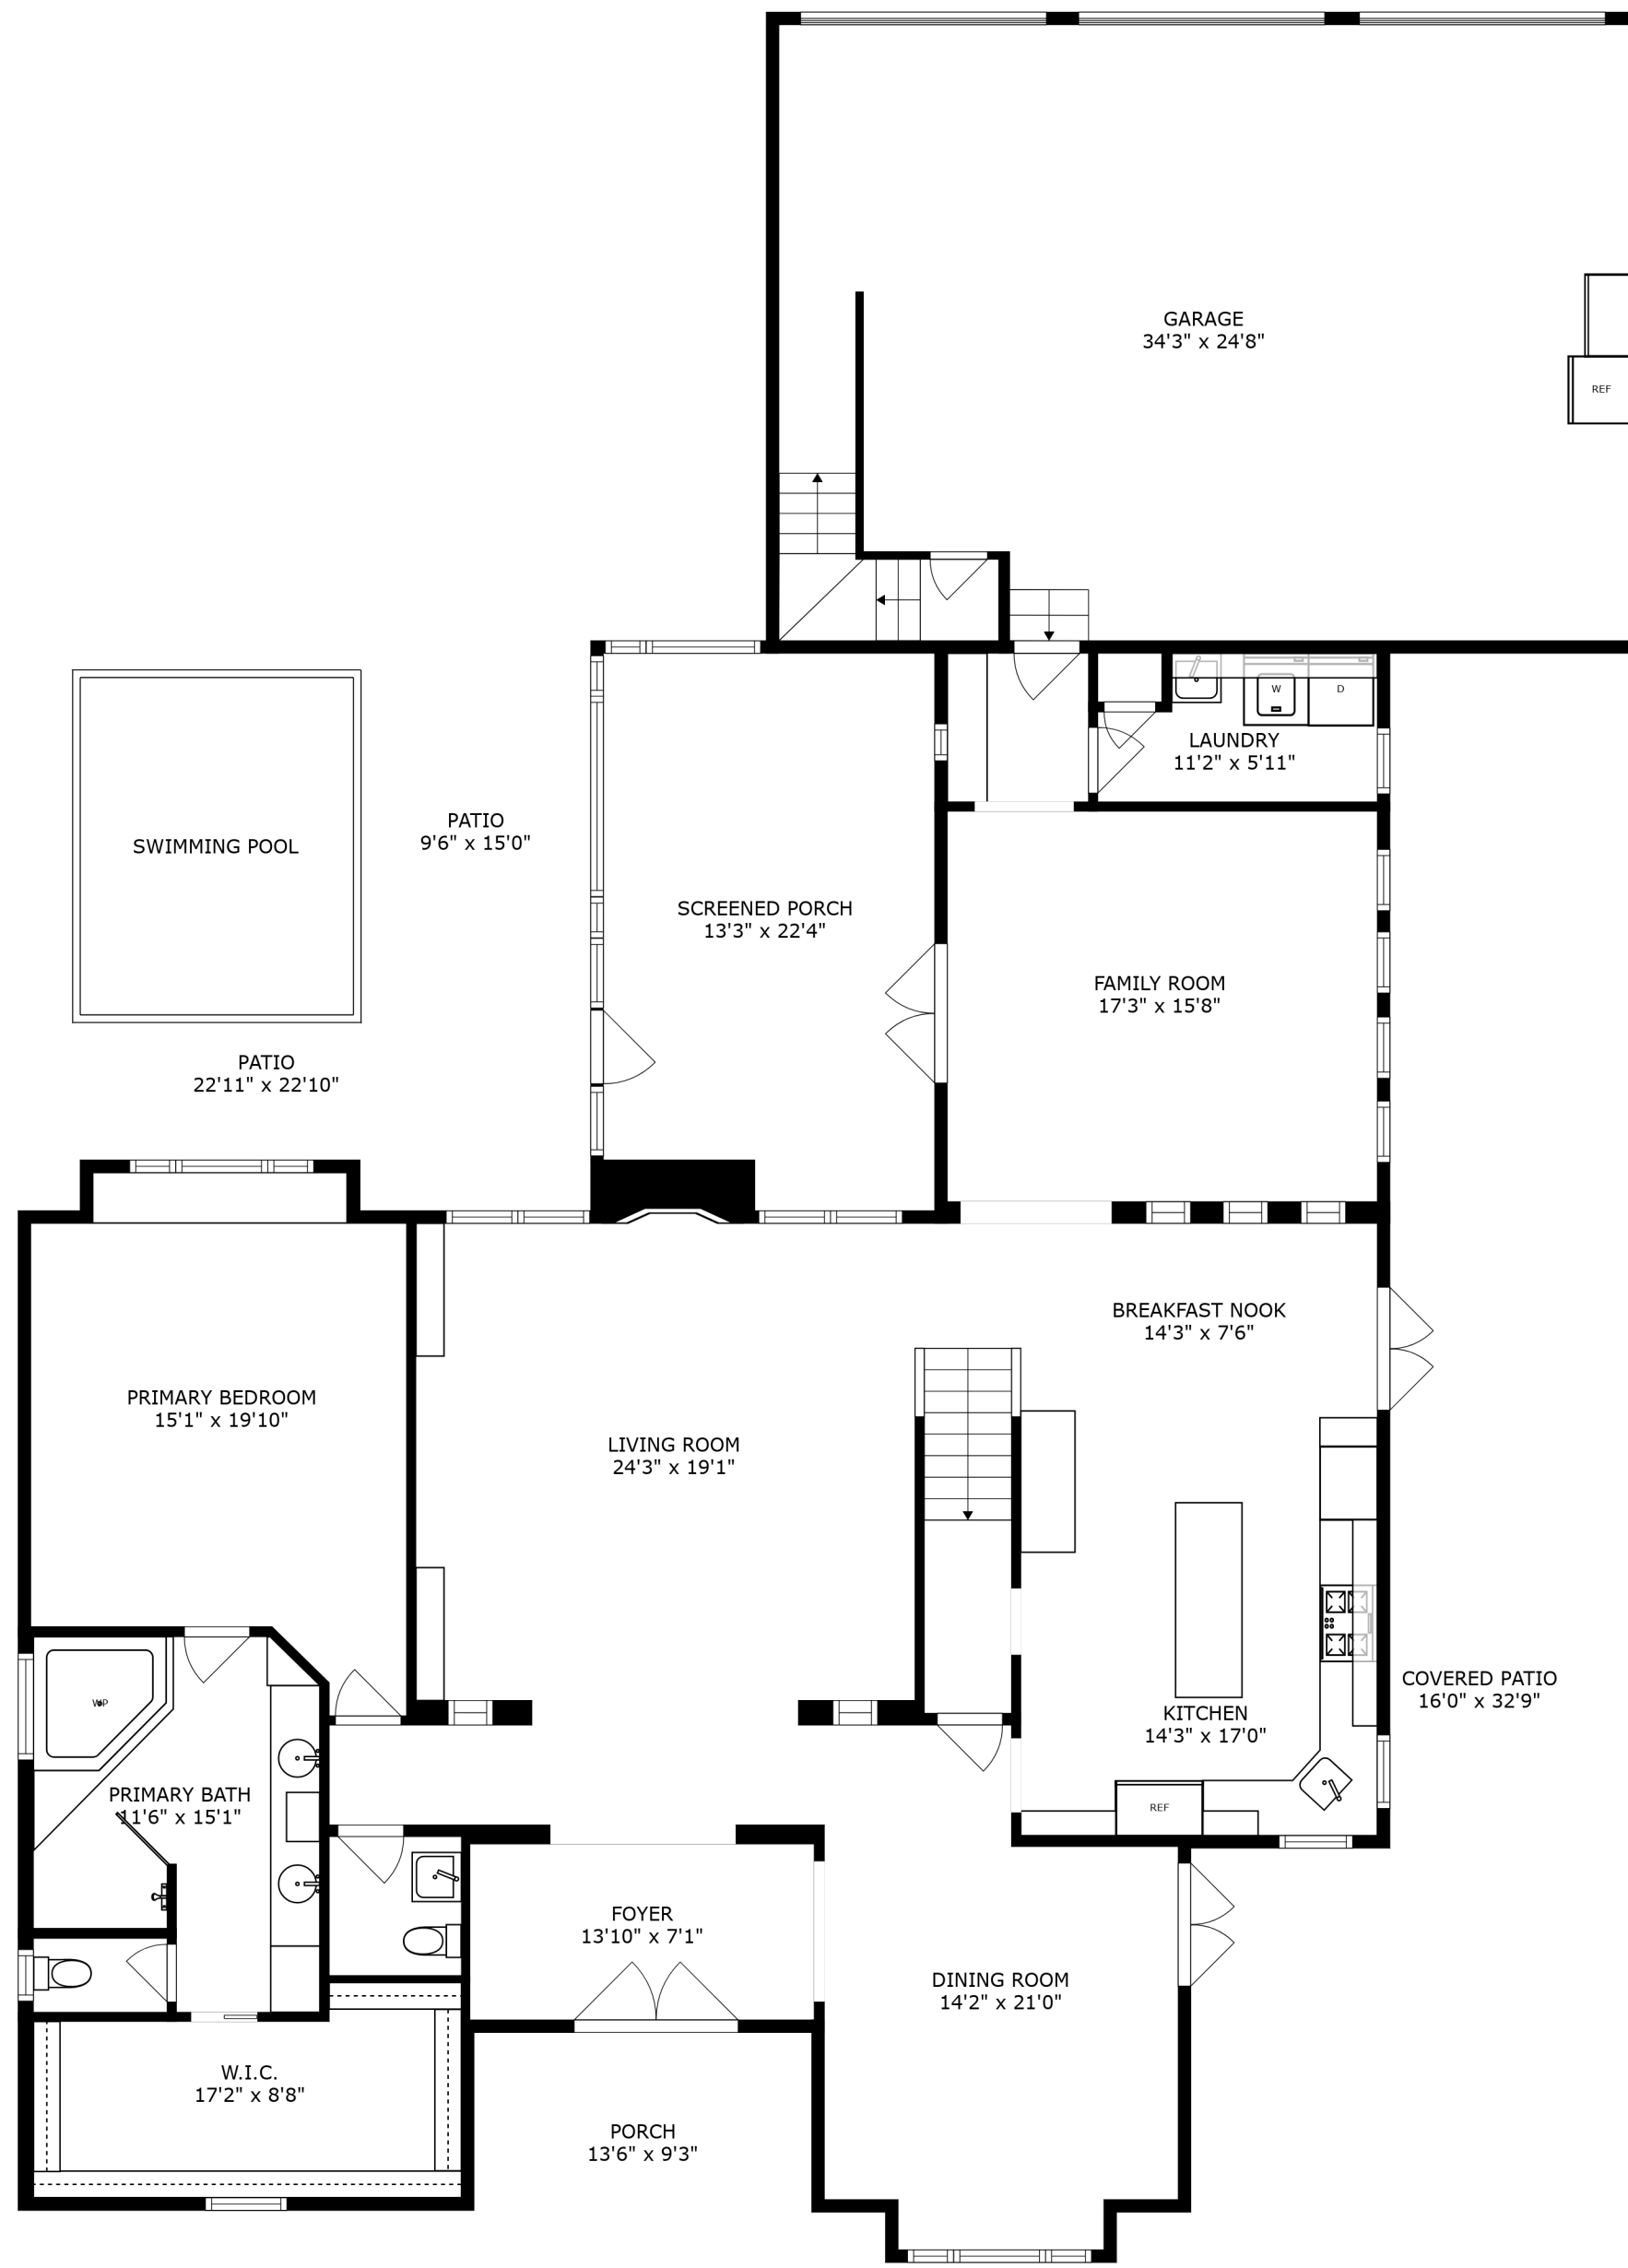 GARAGE
34'3" x 24'8"
REF
W
D
LAUNDRY
11'2" x 5'11"
PATIO
9'6" x 15'0"
SWIMMING POOL
SCREENED PORCH
13'3" x 22'4"
FAMILY ROOM
17'3" x 15'8"
PATIO
22'11" x 22'10"
BREAKFAST NOOK
14'3" x 7'6"
PRIMARY BEDROOM
15'1" x 19'10"
LIVING ROOM
24'3" x 19'1"
COVERED PATIO
16'0" x 32'9"
WP
KITCHEN
14'3" x 17'0"
PRIMARY BATH
11'6" x 15'1"
REF
FOYER
13'10" x 7'1"
DINING ROOM
14'2" x 21'0"
W.I.C.
17'2" x 8'8"
PORCH
13'6" x 9'3"